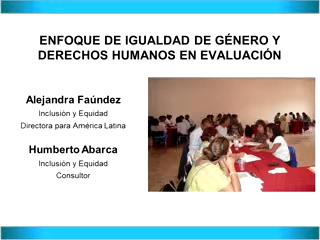 ENFOQUE DE IGUALDAD DE GÉNERO Y
DERECHOS HUMANOS EN EVALUACIÓN
Alejandra Faúndez
Inclusión y Equidad
Directora para América Latina
Humberto Abarca
Inclusión y Equidad
Consultor